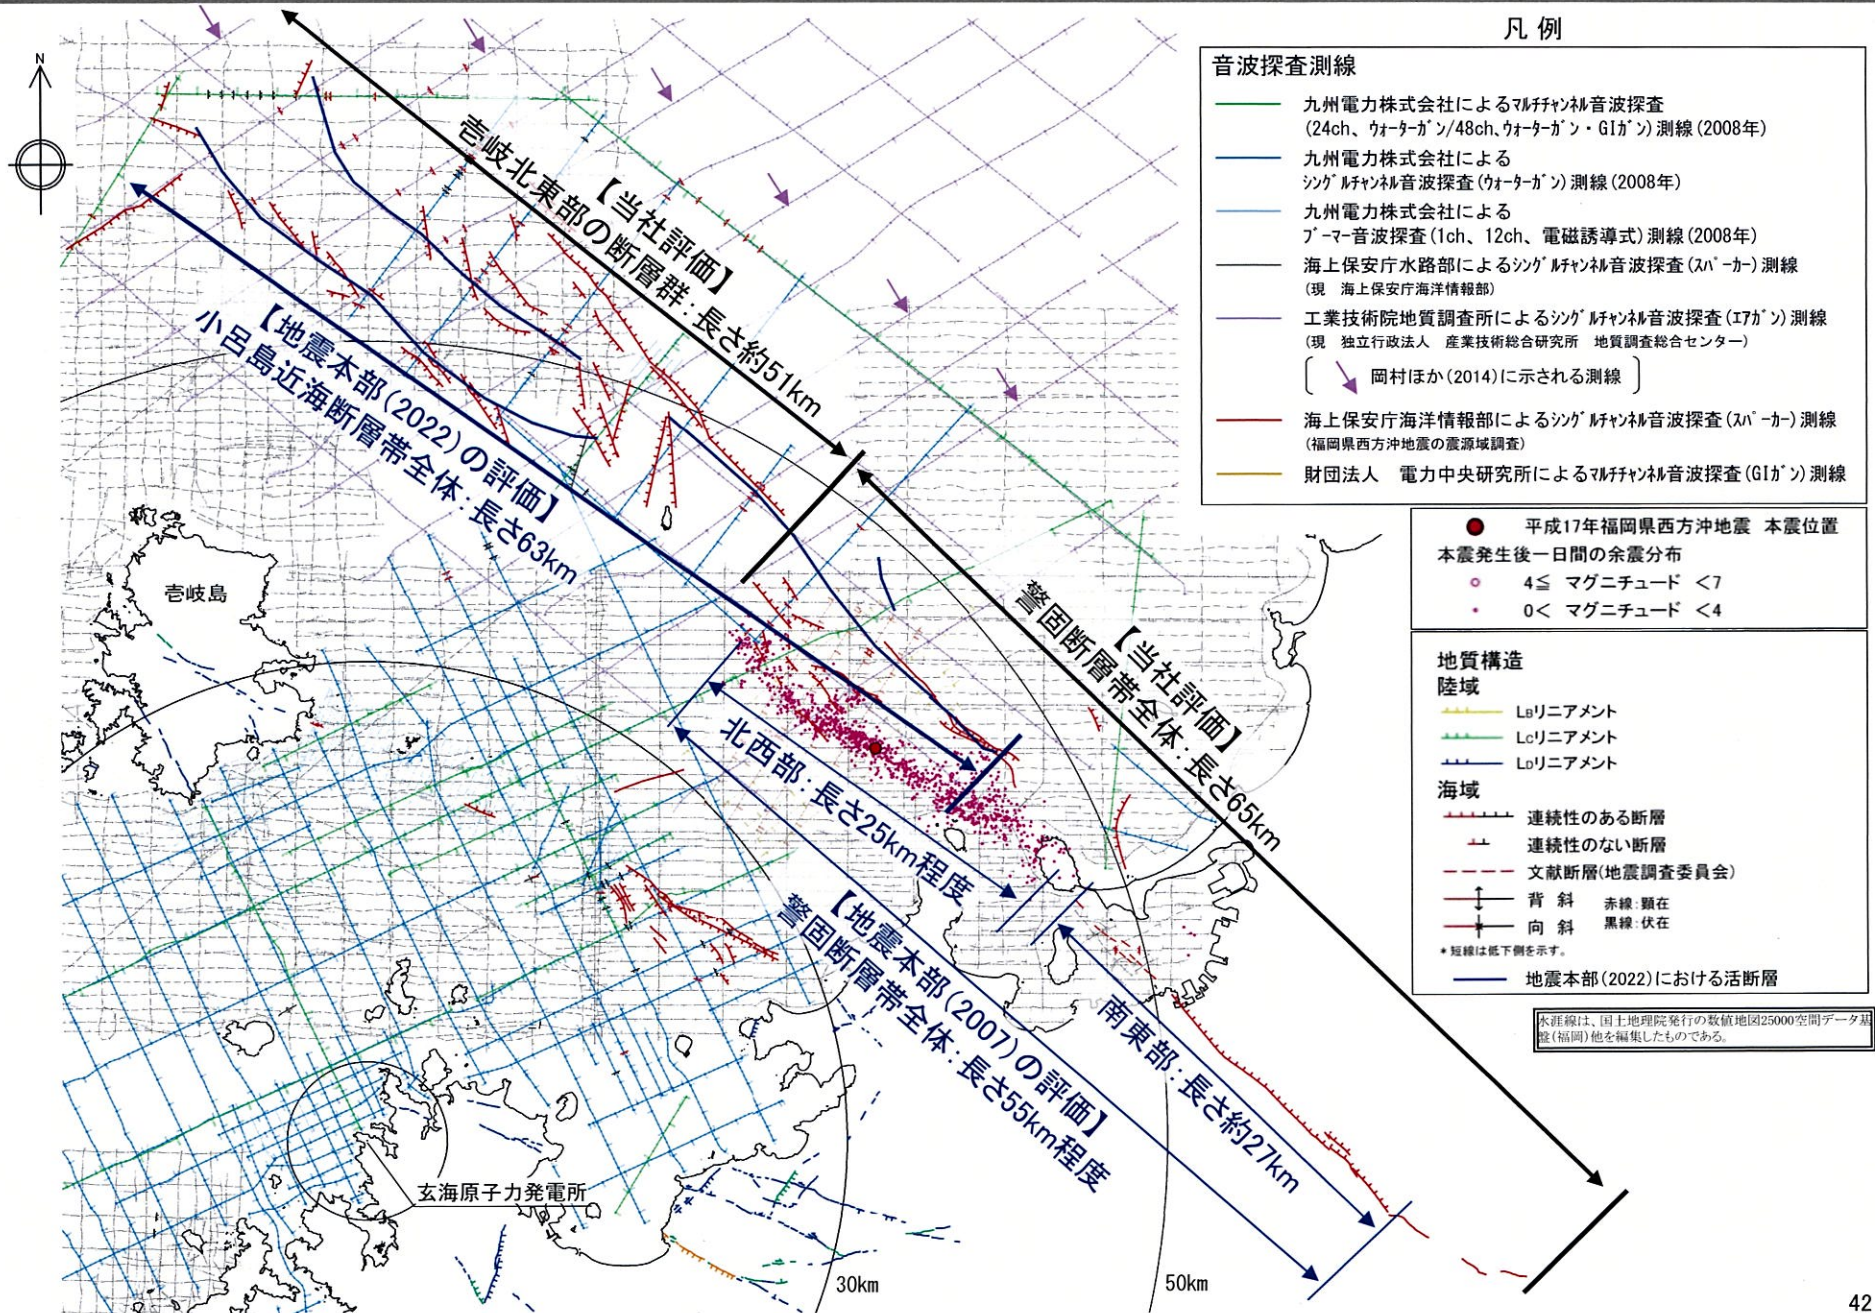 凡例
音波探査測線
九州電力株式会社によるマルチチャンネル音波探査
(24ch、ウォーターガン/48ch、ウォーターガン・GIガン)測線(2008年)
九州電力株式会社による
シングルチャンネル音波探査(ウォーターガン)測線(2008年)
九州電力株式会社による
ブーマー音波探査(1ch、12ch、電磁誘導式)測線(2008年)
海上保安庁水路部によるシングルチャンネル音波探査(スパーカー)測線
(現 海上保安庁海洋情報部)
工業技術院地質調査所によるシングルチャンネル音波探査(エアガン)測線
(現 独立行政法人 産業技術総合研究所 地質調査総合センター)
岡村ほか(2014)に示される測線
海上保安庁海洋情報部によるシングルチャンネル音波探査(スパーカー)測線
(福岡県西方沖地震の震源域調査)
財団法人 電力中央研究所によるマルチチャンネル音波探査(GIガン)測線
平成17年福岡県西方沖地震 本震位置
本震発生後一日間の余震分布
4≦ マグニチュード <7
0< マグニチュード <4
地質構造
陸域
LBリニアメント
LCリニアメント
LDリニアメント
海域
連続性のある断層
連続性のない断層
文献断層(地震調査委員会)
背斜
向斜
赤線:顕在
黒線:伏在
*短線は低下側を示す。
地震本部(2022)における活断層
水涯線は、国土地理院発行の数値地図25000空間データ基
盤(福岡)他を編集したものである。
N
【当社評価】
壱岐北東部の断層群:長さ約51km
【地震本部(2022)の評価】
小呂島近海断層帯全体:長さ63km
壱岐島
【当社評価】
警固断層帯全体:長さ65km
北西部:長さ25km程度
【地震本部(2007)の評価】
警固断層帯全体:長さ55km程度
南東部:長さ約27km
玄海原子力発電所
30km
50km
42